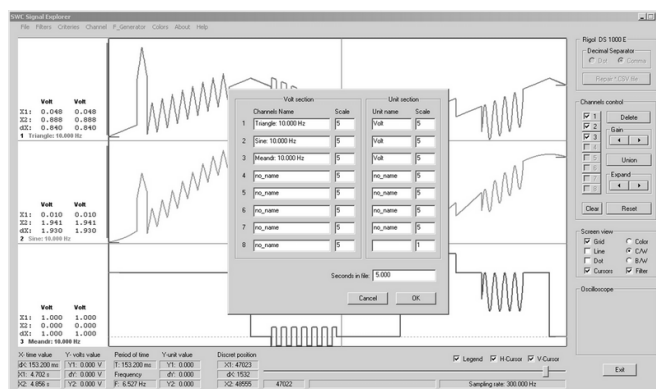 SWC Signal Explorer
File Filters Criteries Channel F_Generator Colors About Help
Volt Volt
X1: 0.048 0.048
X2: 0.888 0.888
dX: 0.840 0.840
1 Triangle: 10.000 Hz
X1: 0.010 0.010
X2: 1.941 1.941
dX: 1.930 1.930
2 Sine: 10.000 Hz
Volt Volt
X1: 1.000 1.000
X2: 0.000 0.000
dX: 1.000 1.000
3 Meandr: 10.000 Hz
Volt section Unit section
Channels Name Scale Unit name Scale
1 Triangle: 10.000 Hz 5 Volt 5
2 Sine: 10.000 Hz 5 Volt 5
3 Meandr: 10.000 Hz 5 Volt 5
4 no_name 5 no_name 5
5 no_name 5 no_name 5
6 no_name 5 no_name 5
7 no_name 5 no_name 5
8 no_name 5 1
Seconds in file: 5.000
Cancel OK
Rigol DS 1000 E
Decimal Separator
Dot Comma
Repair *.CSV file
Channels control
1 Delete
2 Gain
3
4 Union
5
6 Expand
7
8
Clear Reset
Screen view
Grid Color
Line C/W
Dot B/W
Cursors Filter
Oscilloscope
Exit
X- time value Y- volts value Period of time Y-unit value Discret position
dX: 153.200 ms Y1: 0.000 V T: 153.200 ms Y1: 0.000 X1: 47023 Legend H-Cursor V-Cursor
X1: 4.702 s dY: 0.000 V Frequency dY: 0.000 dX: 1532
X2: 4.856 s Y2: 0.000 V F: 6.527 Hz Y2: 0.000 X2: 48555 47022 Sampling rate: 300.000 Hz